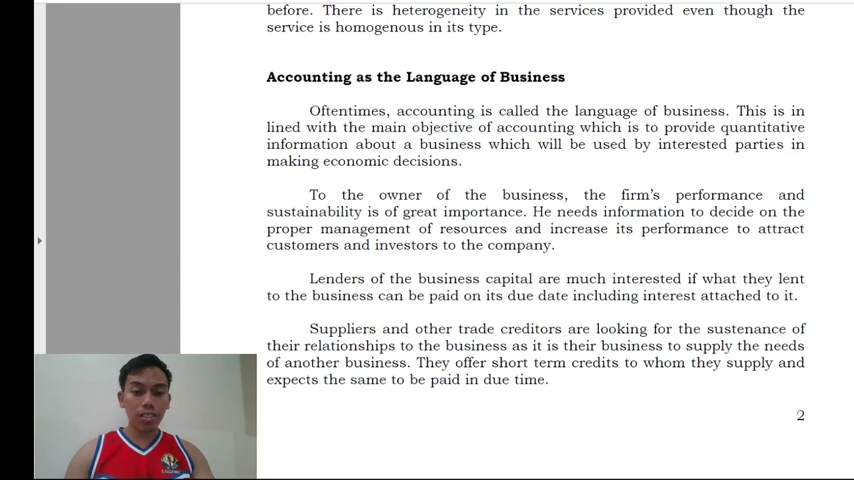 before. There is heterogeneity in the services provided even though the
service is homogenous in its type.
Accounting as the Language of Business
Oftentimes, accounting is called the language of business. This is in
lined with the main objective of accounting which is to provide quantitative
information about a business which will be used by interested parties in
making economic decisions.
To the owner of the business, the firm's performance and
sustainability is of great importance. He needs information to decide on the
proper management of resources and increase its performance to attract
customers and investors to the company.
Lenders of the business capital are much interested if what they lent
to the business can be paid on its due date including interest attached to it.
Suppliers and other trade creditors are looking for the sustenance of
their relationships to the business as it is their business to supply the needs
of another business. They offer short term credits to whom they supply and
expects the same to be paid in due time.
2